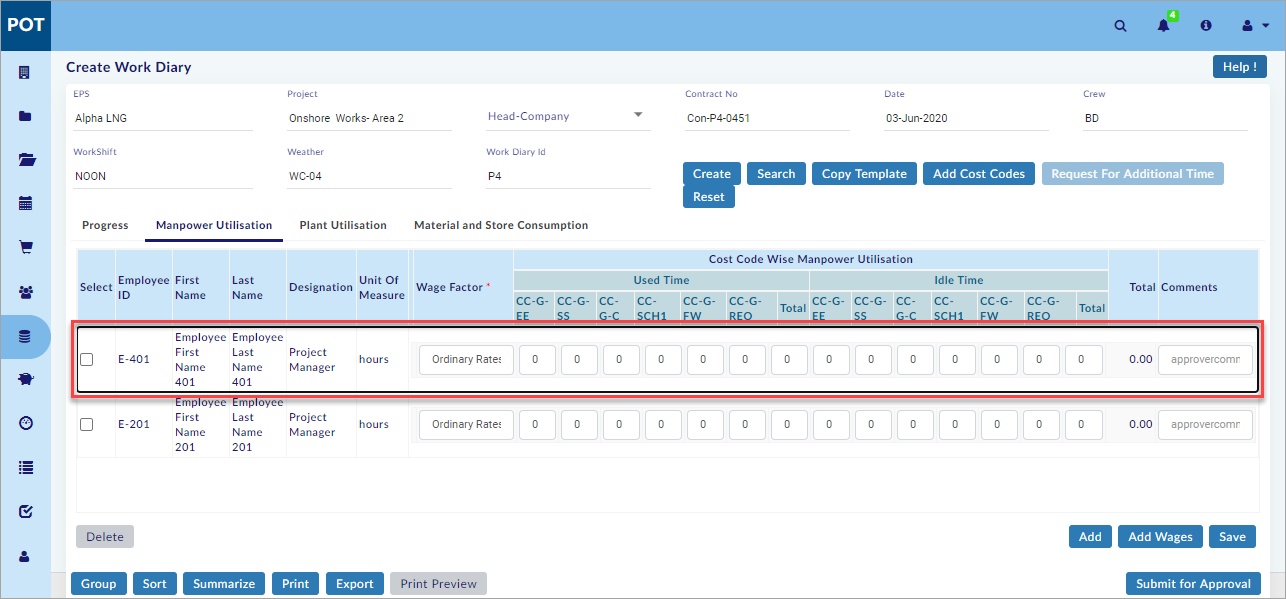 POT
4
Create Work Diary
Help !
EPS
Project
Contract No
Date
Crew
Alpha LNG
Onshore Works- Area 2
Head-Company
Con-P4-0451
03-Jun-2020
BD
WorkShift
Weather
Work Diary Id
NOON
WC-04
P4
Create
Search
Copy Template
Add Cost Codes
Request For Additional Time
Reset
Progress
Manpower Utilisation
Plant Utilisation
Material and Store Consumption
Select
Employee
ID
First
Name
Last
Name
Designation
Unit Of
Measure
Wage Factor *
Cost Code Wise Manpower Utilisation
Used Time
Idle Time
CC-G-
EE
CC-G-
SS
CC-
G-C
CC-
SCH1
CC-G-
FW
CC-G-
REO
Total
CC-G-
EE
CC-G-
SS
CC-
G-C
CC-
SCH1
CC-G-
FW
CC-G-
REO
Total
Total
Comments
E-401
Employee
First
Name
401
Employee
Last
Name
401
Project
Manager
hours
Ordinary Rates
0 0 0 0 0 0 0 0 0 0 0 0 0 0
0.00
approvercomm
E-201
Employee
First
Name
201
Employee
Last
Name
201
Project
Manager
hours
Ordinary Rates
0 0 0 0 0 0 0 0 0 0 0 0 0 0
0.00
approvercomm
Delete
Add
Add Wages
Save
Group
Sort
Summarize
Print
Export
Print Preview
Submit for Approval